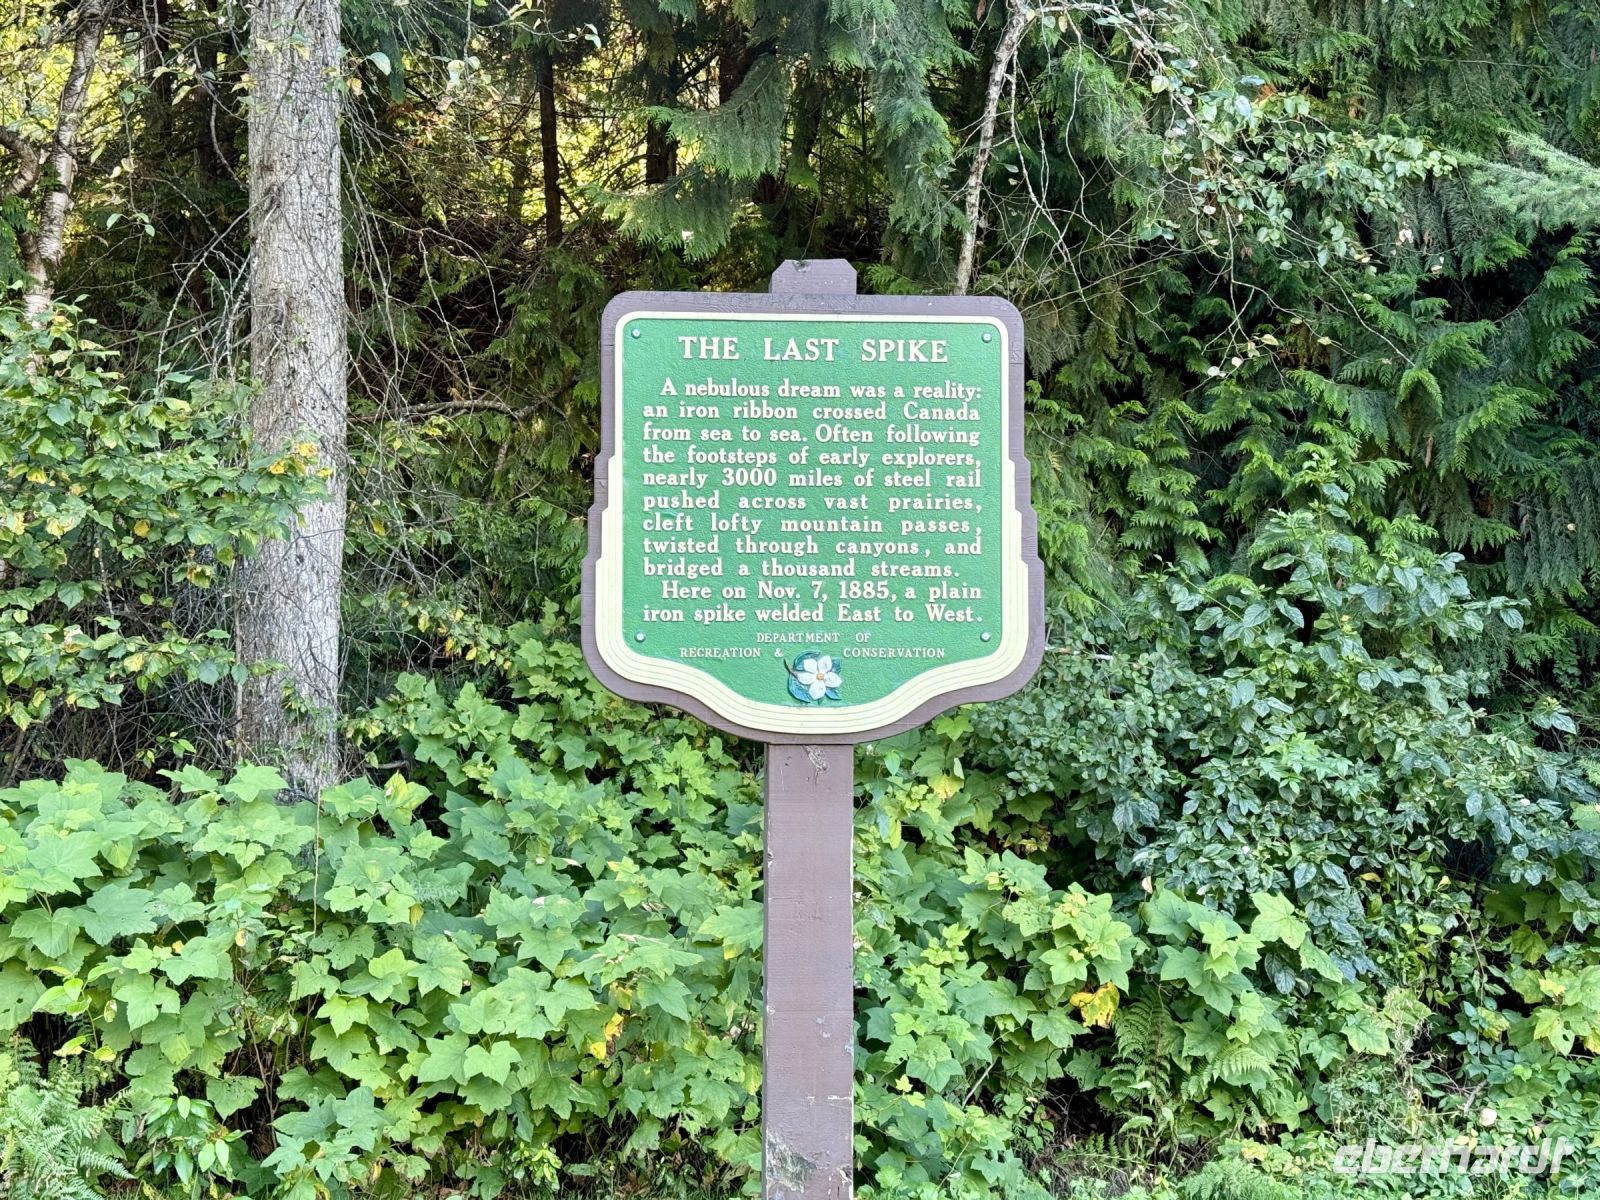 THE LAST SPIKE
A nebulous dream was a reality:
an iron ribbon crossed Canada
from sea to sea. Often following
the footsteps of early explorers,
nearly 3000 miles of steel rail
pushed across vast prairies,
cleft lofty mountain passes,
twisted through canyons, and
bridged a thousand streams.
Here on Nov. 7, 1885, a plain
iron spike welded East to West.
DEPARTMENT OF
RECREATION & CONSERVATION
eberhardt